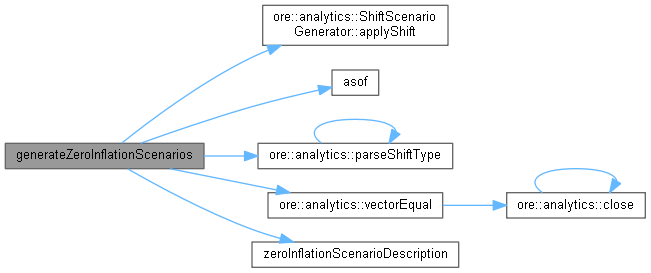 ore::analytics::ShiftScenario
Generator::applyShift
asof
generateZeroInflationScenarios
ore::analytics::parseShiftType
ore::analytics::vectorEqual
ore::analytics::close
zeroInflationScenarioDescription